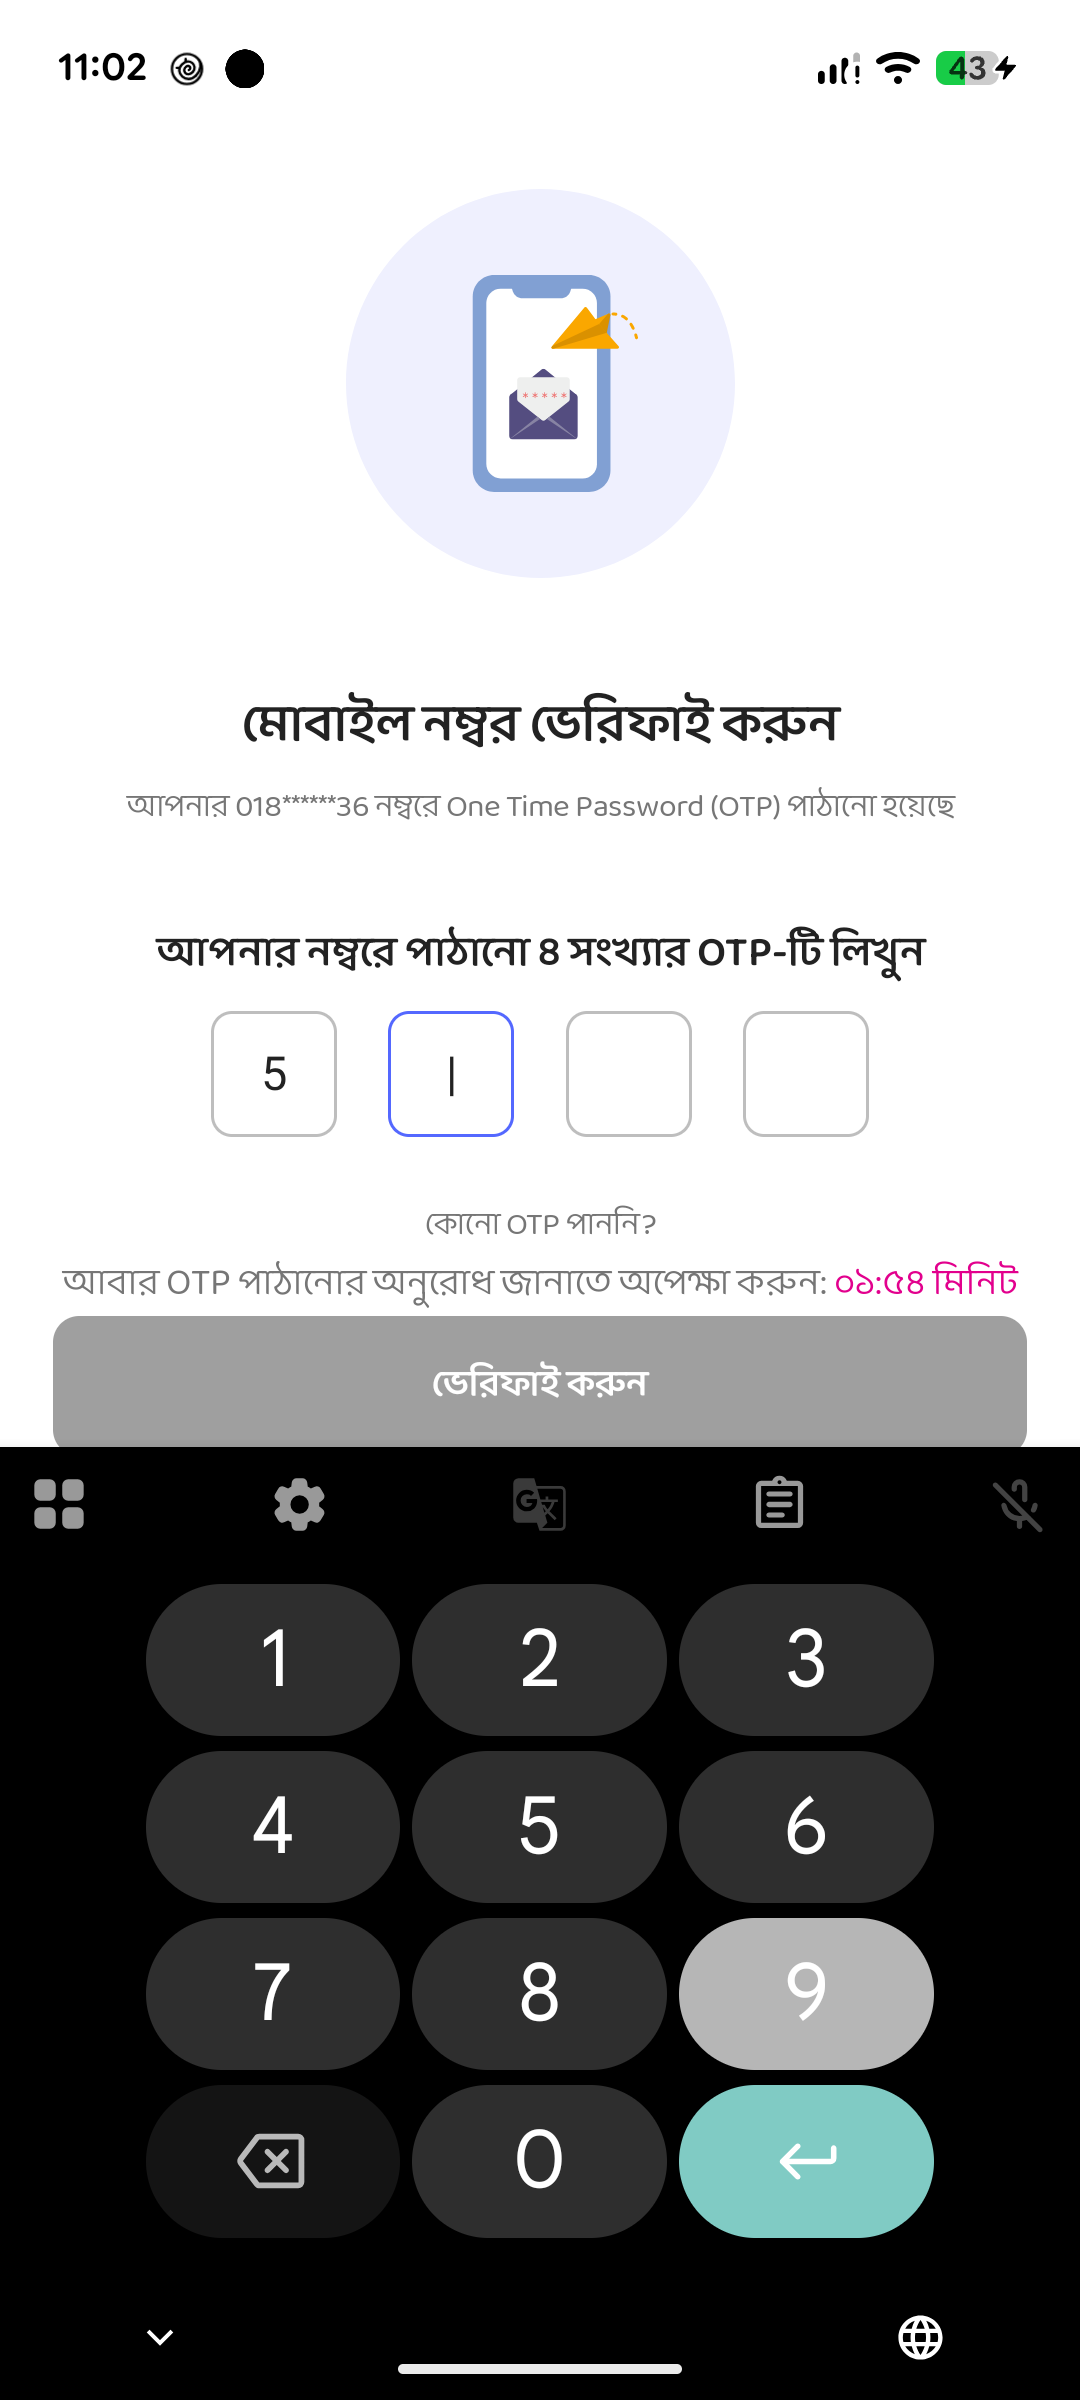 11:02
43
মোবাইল নম্বর ভেরিফাই করুন
আপনার 018******36 নম্বরে One Time Password (OTP) পাঠানো হয়েছে
আপনার নম্বরে পাঠানো ৪ সংখ্যার OTP-টি লিখুন
5
কোনো OTP পাননি?
আবার OTP পাঠানোর অনুরোধ জানাতে অপেক্ষা করুন: ০১:৫৪ মিনিট
ভেরিফাই করুন
1 2 3
4 5 6
7 8 9
0